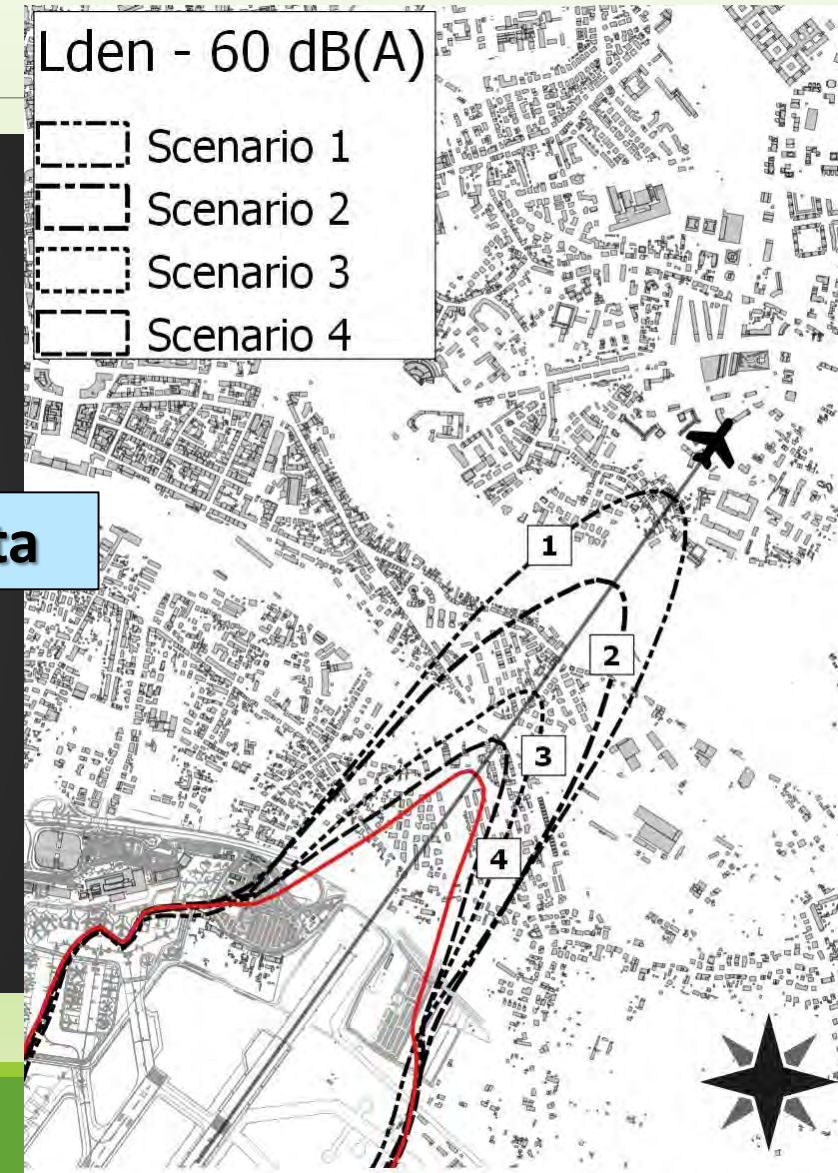 Lden - 60 dB(A)
Scenario 1
Scenario 2
Scenario 3
Scenario 4
ta
1
2
3
4